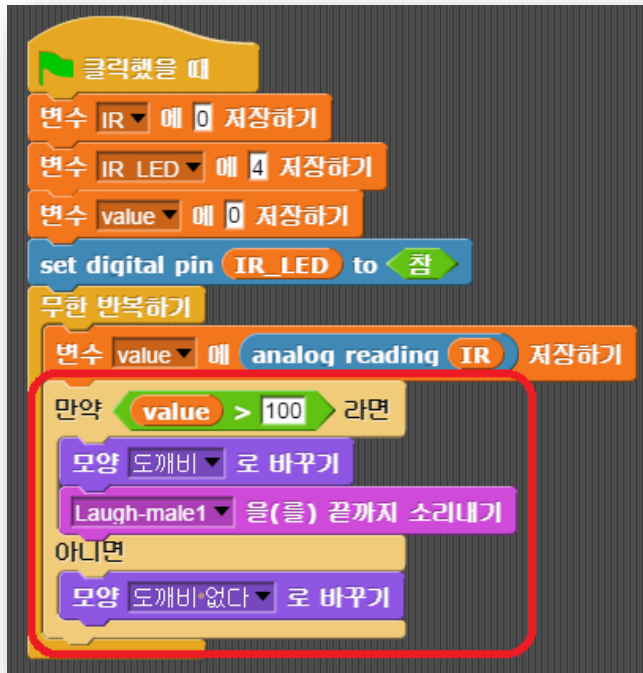 클릭했을 때
변수 IR 에 0 저장하기
변수 IR_LED 에 4 저장하기
변수 value 에 0 저장하기
set digital pin IR_LED to 참
무한 반복하기
변수 value 에 analog reading IR 저장하기
만약 value > 100 라면
모양 도깨비 로 바꾸기
Laugh-male1 을(를) 끝까지 소리내기
아니면
모양 도깨비·없다 로 바꾸기